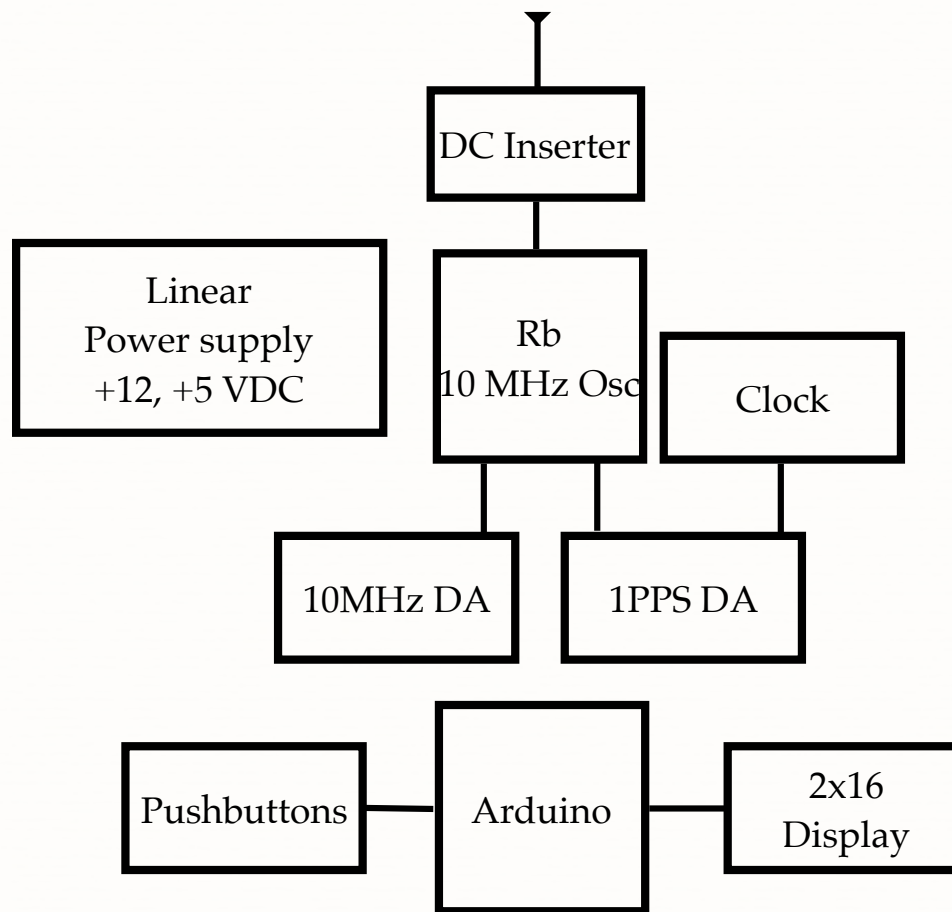 DC Inserter
Linear
Power supply
+12, +5 VDC
Rb
10 MHz Osc
Clock
10MHz DA
1PPS DA
Pushbuttons
Arduino
2x16
Display